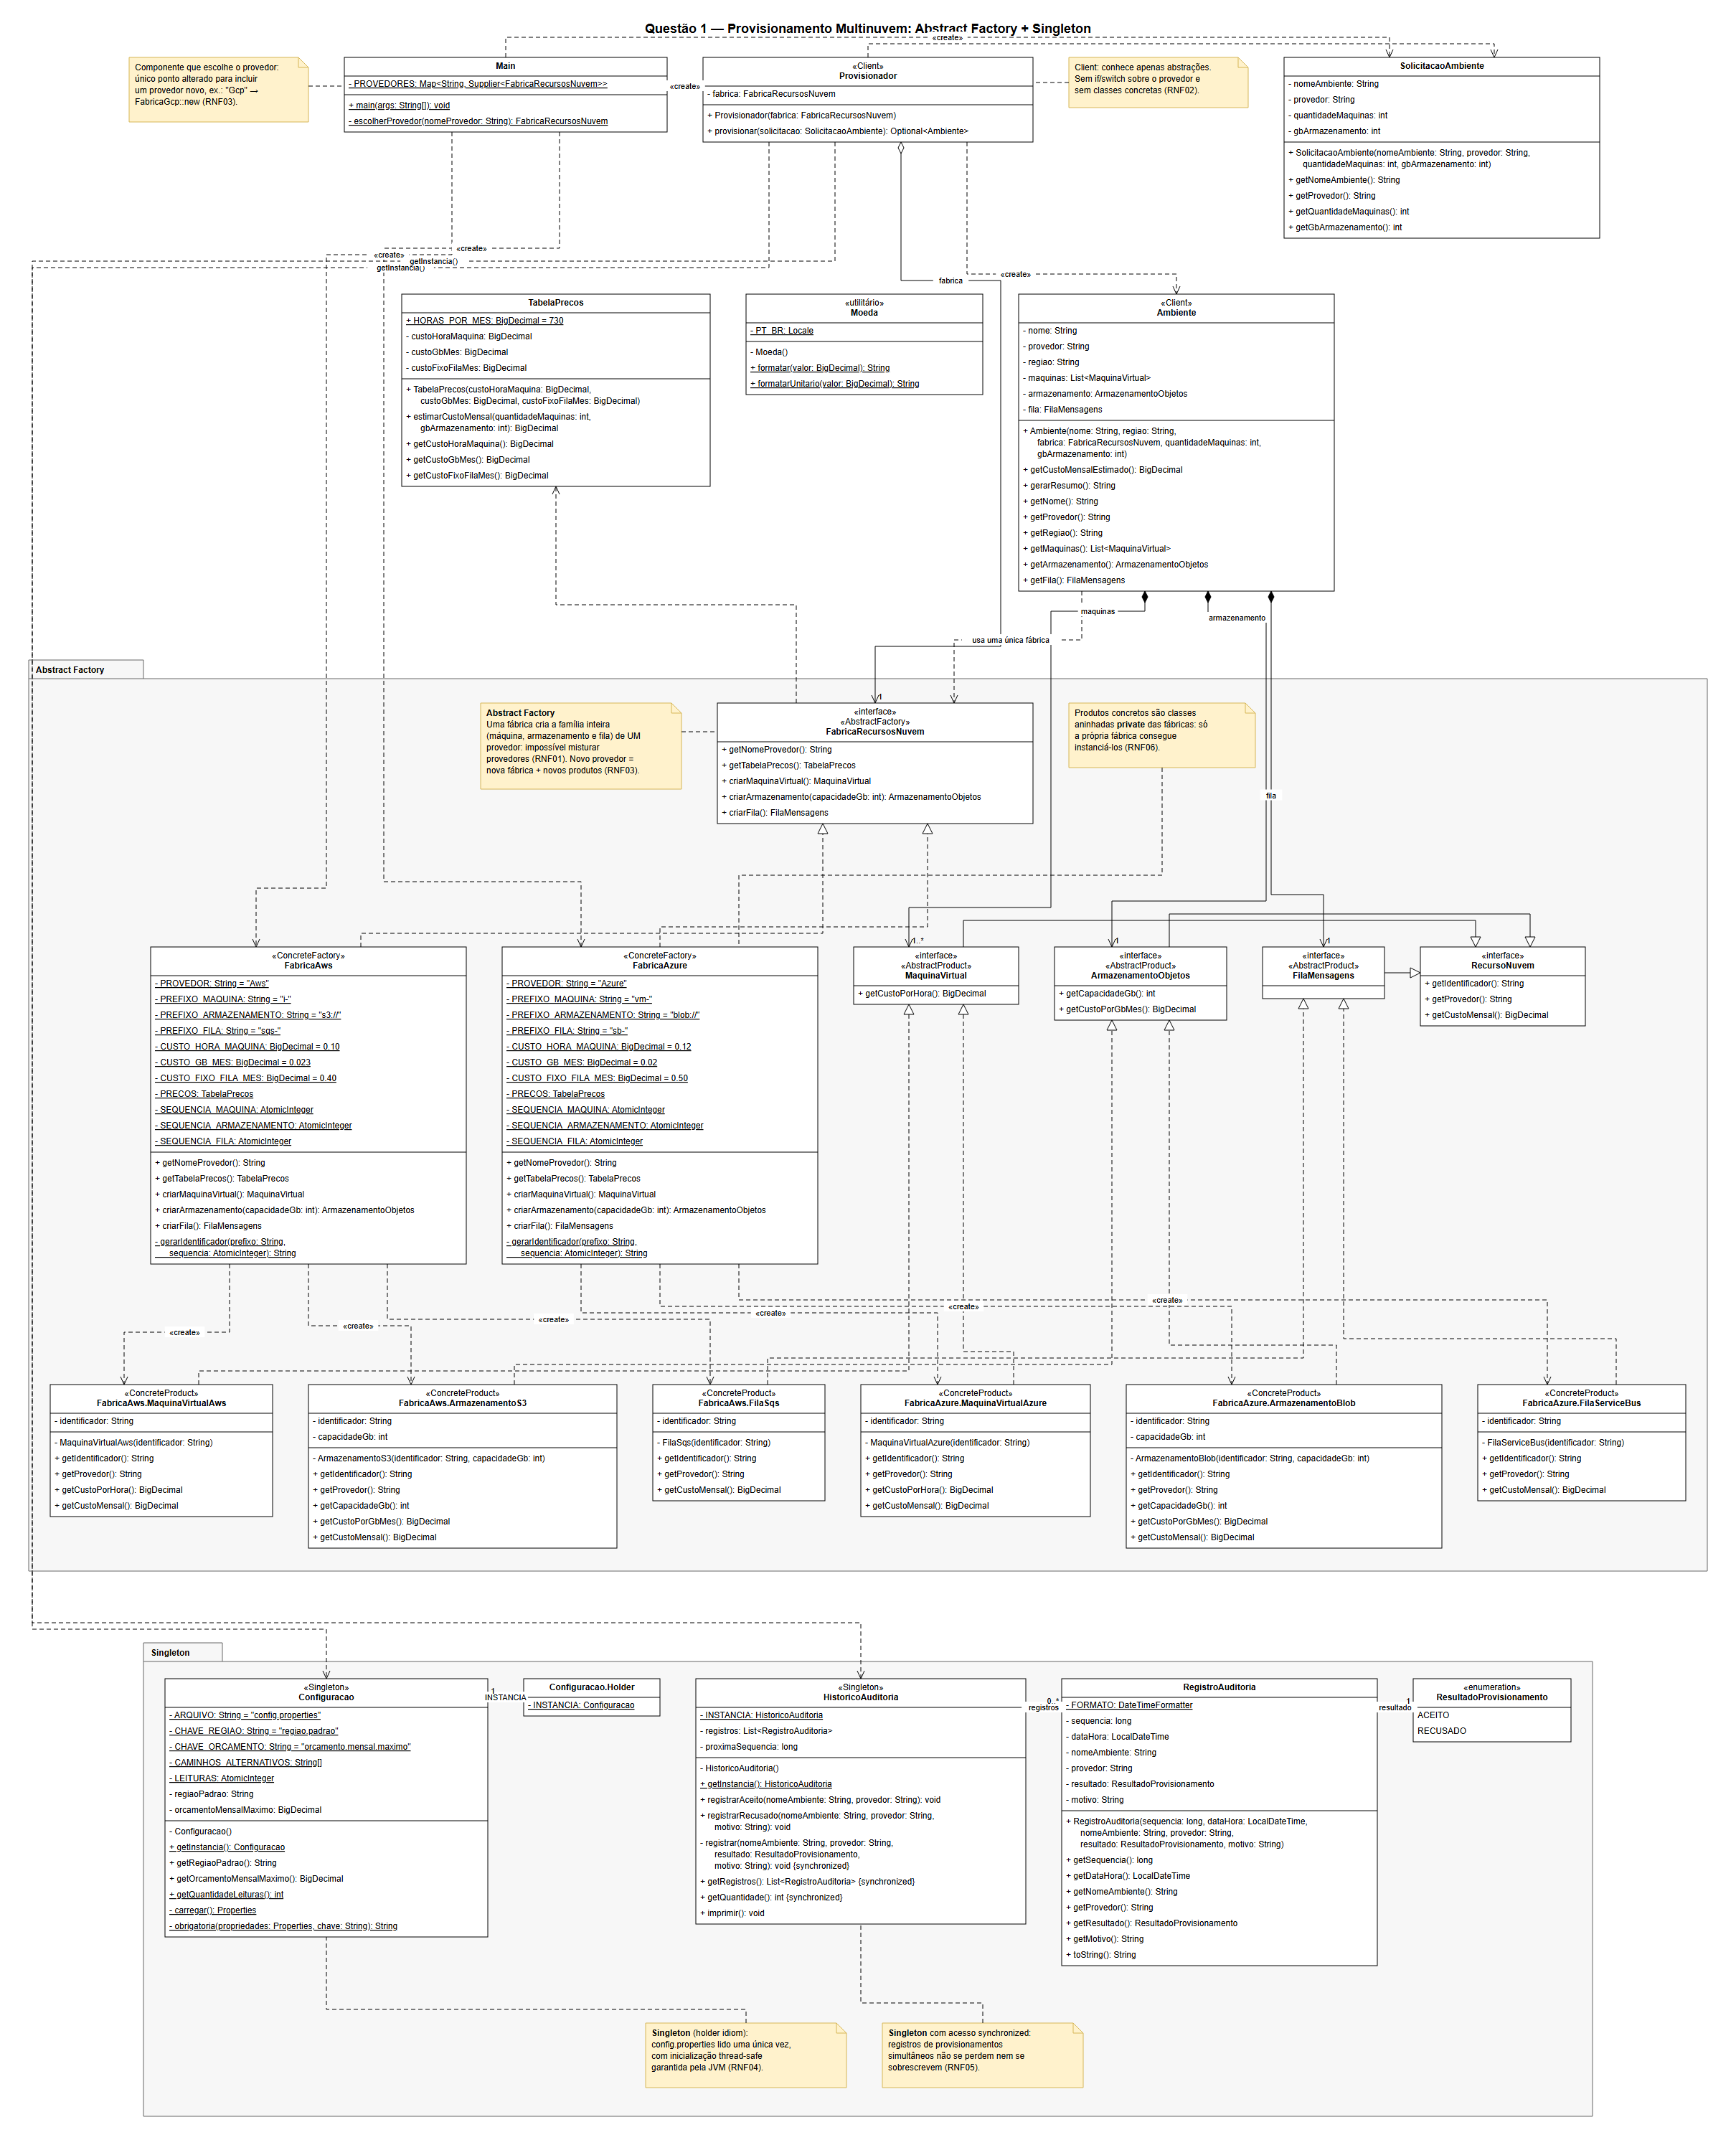 Questão 1 — Provisionamento Multinuvem: Abstract Factory + Singleton
«create»
Componente que escolhe o provedor:
único ponto alterado para incluir
um provedor novo, ex.: "Gcp" →
FabricaGcp::new (RNF03).
Main
- PROVEDORES: Map<String, Supplier<FabricaRecursosNuvem>>
+ main(args: String[]): void
- escolherProvedor(nomeProvedor: String): FabricaRecursosNuvem
«create»
«Client»
Provisionador
- fabrica: FabricaRecursosNuvem
+ Provisionador(fabrica: FabricaRecursosNuvem)
+ provisionar(solicitacao: SolicitacaoAmbiente): Optional<Ambiente>
Client: conhece apenas abstrações.
Sem if/switch sobre o provedor e
sem classes concretas (RNF02).
SolicitacaoAmbiente
- nomeAmbiente: String
- provedor: String
- quantidadeMaquinas: int
- gbArmazenamento: int
+ SolicitacaoAmbiente(nomeAmbiente: String, provedor: String,
quantidadeMaquinas: int, gbArmazenamento: int)
+ getNomeAmbiente(): String
+ getProvedor(): String
+ getQuantidadeMaquinas(): int
+ getGbArmazenamento(): int
«create»
«create»
getInstancia()
getInstancia()
fabrica
«create»
TabelaPrecos
+ HORAS_POR_MES: BigDecimal = 730
- custoHoraMaquina: BigDecimal
- custoGbMes: BigDecimal
- custoFixoFilaMes: BigDecimal
+ TabelaPrecos(custoHoraMaquina: BigDecimal,
custoGbMes: BigDecimal, custoFixoFilaMes: BigDecimal)
+ estimarCustoMensal(quantidadeMaquinas: int,
gbArmazenamento: int): BigDecimal
+ getCustoHoraMaquina(): BigDecimal
+ getCustoGbMes(): BigDecimal
+ getCustoFixoFilaMes(): BigDecimal
«utilitário»
Moeda
- PT_BR: Locale
- Moeda()
+ formatar(valor: BigDecimal): String
+ formatarUnitario(valor: BigDecimal): String
«Client»
Ambiente
- nome: String
- provedor: String
- regiao: String
- maquinas: List<MaquinaVirtual>
- armazenamento: ArmazenamentoObjetos
- fila: FilaMensagens
+ Ambiente(nome: String, regiao: String,
fabrica: FabricaRecursosNuvem, quantidadeMaquinas: int,
gbArmazenamento: int)
+ getCustoMensalEstimado(): BigDecimal
+ gerarResumo(): String
+ getNome(): String
+ getProvedor(): String
+ getRegiao(): String
+ getMaquinas(): List<MaquinaVirtual>
+ getArmazenamento(): ArmazenamentoObjetos
+ getFila(): FilaMensagens
maquinas
armazenamento
usa uma única fábrica
Abstract Factory
1
Abstract Factory
Uma fábrica cria a família inteira
(máquina, armazenamento e fila) de UM
provedor: impossível misturar
provedores (RNF01). Novo provedor =
nova fábrica + novos produtos (RNF03).
«interface»
«AbstractFactory»
FabricaRecursosNuvem
+ getNomeProvedor(): String
+ getTabelaPrecos(): TabelaPrecos
+ criarMaquinaVirtual(): MaquinaVirtual
+ criarArmazenamento(capacidadeGb: int): ArmazenamentoObjetos
+ criarFila(): FilaMensagens
Produtos concretos são classes
aninhadas private das fábricas: só
a própria fábrica consegue
instanciá-los (RNF06).
fila
«ConcreteFactory»
FabricaAws
- PROVEDOR: String = "Aws"
- PREFIXO_MAQUINA: String = "i-"
- PREFIXO_ARMAZENAMENTO: String = "s3://"
- PREFIXO_FILA: String = "sqs-"
- CUSTO_HORA_MAQUINA: BigDecimal = 0.10
- CUSTO_GB_MES: BigDecimal = 0.023
- CUSTO_FIXO_FILA_MES: BigDecimal = 0.40
- PRECOS: TabelaPrecos
- SEQUENCIA_MAQUINA: AtomicInteger
- SEQUENCIA_ARMAZENAMENTO: AtomicInteger
- SEQUENCIA_FILA: AtomicInteger
+ getNomeProvedor(): String
+ getTabelaPrecos(): TabelaPrecos
+ criarMaquinaVirtual(): MaquinaVirtual
+ criarArmazenamento(capacidadeGb: int): ArmazenamentoObjetos
+ criarFila(): FilaMensagens
- gerarIdentificador(prefixo: String,
sequencia: AtomicInteger): String
«ConcreteFactory»
FabricaAzure
- PROVEDOR: String = "Azure"
- PREFIXO_MAQUINA: String = "vm-"
- PREFIXO_ARMAZENAMENTO: String = "blob://"
- PREFIXO_FILA: String = "sb-"
- CUSTO_HORA_MAQUINA: BigDecimal = 0.12
- CUSTO_GB_MES: BigDecimal = 0.02
- CUSTO_FIXO_FILA_MES: BigDecimal = 0.50
- PRECOS: TabelaPrecos
- SEQUENCIA_MAQUINA: AtomicInteger
- SEQUENCIA_ARMAZENAMENTO: AtomicInteger
- SEQUENCIA_FILA: AtomicInteger
+ getNomeProvedor(): String
+ getTabelaPrecos(): TabelaPrecos
+ criarMaquinaVirtual(): MaquinaVirtual
+ criarArmazenamento(capacidadeGb: int): ArmazenamentoObjetos
+ criarFila(): FilaMensagens
- gerarIdentificador(prefixo: String,
sequencia: AtomicInteger): String
1..*
«interface»
«AbstractProduct»
MaquinaVirtual
+ getCustoPorHora(): BigDecimal
1
«interface»
«AbstractProduct»
ArmazenamentoObjetos
+ getCapacidadeGb(): int
+ getCustoPorGbMes(): BigDecimal
1
«interface»
«AbstractProduct»
FilaMensagens
«interface»
RecursoNuvem
+ getIdentificador(): String
+ getProvedor(): String
+ getCustoMensal(): BigDecimal
«create»
«create»
«create»
«create»
«create»
«create»
«ConcreteProduct»
FabricaAws.MaquinaVirtualAws
- identificador: String
- MaquinaVirtualAws(identificador: String)
+ getIdentificador(): String
+ getProvedor(): String
+ getCustoPorHora(): BigDecimal
+ getCustoMensal(): BigDecimal
«ConcreteProduct»
FabricaAws.ArmazenamentoS3
- identificador: String
- capacidadeGb: int
- ArmazenamentoS3(identificador: String, capacidadeGb: int)
+ getIdentificador(): String
+ getProvedor(): String
+ getCapacidadeGb(): int
+ getCustoPorGbMes(): BigDecimal
+ getCustoMensal(): BigDecimal
«ConcreteProduct»
FabricaAws.FilaSqs
- identificador: String
- FilaSqs(identificador: String)
+ getIdentificador(): String
+ getProvedor(): String
+ getCustoMensal(): BigDecimal
«ConcreteProduct»
FabricaAzure.MaquinaVirtualAzure
- identificador: String
- MaquinaVirtualAzure(identificador: String)
+ getIdentificador(): String
+ getProvedor(): String
+ getCustoPorHora(): BigDecimal
+ getCustoMensal(): BigDecimal
«ConcreteProduct»
FabricaAzure.ArmazenamentoBlob
- identificador: String
- capacidadeGb: int
- ArmazenamentoBlob(identificador: String, capacidadeGb: int)
+ getIdentificador(): String
+ getProvedor(): String
+ getCapacidadeGb(): int
+ getCustoPorGbMes(): BigDecimal
+ getCustoMensal(): BigDecimal
«ConcreteProduct»
FabricaAzure.FilaServiceBus
- identificador: String
- FilaServiceBus(identificador: String)
+ getIdentificador(): String
+ getProvedor(): String
+ getCustoMensal(): BigDecimal
Singleton
«Singleton»
Configuracao
- ARQUIVO: String = "config.properties"
- CHAVE_REGIAO: String = "regiao.padrao"
- CHAVE_ORCAMENTO: String = "orcamento.mensal.maximo"
- CAMINHOS_ALTERNATIVOS: String[]
- LEITURAS: AtomicInteger
- regiaoPadrao: String
- orcamentoMensalMaximo: BigDecimal
- Configuracao()
+ getInstancia(): Configuracao
+ getRegiaoPadrao(): String
+ getOrcamentoMensalMaximo(): BigDecimal
+ getQuantidadeLeituras(): int
- carregar(): Properties
- obrigatoria(propriedades: Properties, chave: String): String
1
INSTANCIA
Configuracao.Holder
- INSTANCIA: Configuracao
«Singleton»
HistoricoAuditoria
- INSTANCIA: HistoricoAuditoria
- registros: List<RegistroAuditoria>
- proximaSequencia: long
- HistoricoAuditoria()
+ getInstancia(): HistoricoAuditoria
+ registrarAceito(nomeAmbiente: String, provedor: String): void
+ registrarRecusado(nomeAmbiente: String, provedor: String,
motivo: String): void
- registrar(nomeAmbiente: String, provedor: String,
resultado: ResultadoProvisionamento,
motivo: String): void {synchronized}
+ getRegistros(): List<RegistroAuditoria> {synchronized}
+ getQuantidade(): int {synchronized}
+ imprimir(): void
0..*
registros
RegistroAuditoria
- FORMATO: DateTimeFormatter
- sequencia: long
- dataHora: LocalDateTime
- nomeAmbiente: String
- provedor: String
- resultado: ResultadoProvisionamento
- motivo: String
+ RegistroAuditoria(sequencia: long, dataHora: LocalDateTime,
nomeAmbiente: String, provedor: String,
resultado: ResultadoProvisionamento, motivo: String)
+ getSequencia(): long
+ getDataHora(): LocalDateTime
+ getNomeAmbiente(): String
+ getProvedor(): String
+ getResultado(): ResultadoProvisionamento
+ getMotivo(): String
+ toString(): String
1
resultado
«enumeration»
ResultadoProvisionamento
ACEITO
RECUSADO
Singleton (holder idiom):
config.properties lido uma única vez,
com inicialização thread-safe
garantida pela JVM (RNF04).
Singleton com acesso synchronized:
registros de provisionamentos
simultâneos não se perdem nem se
sobrescrevem (RNF05).